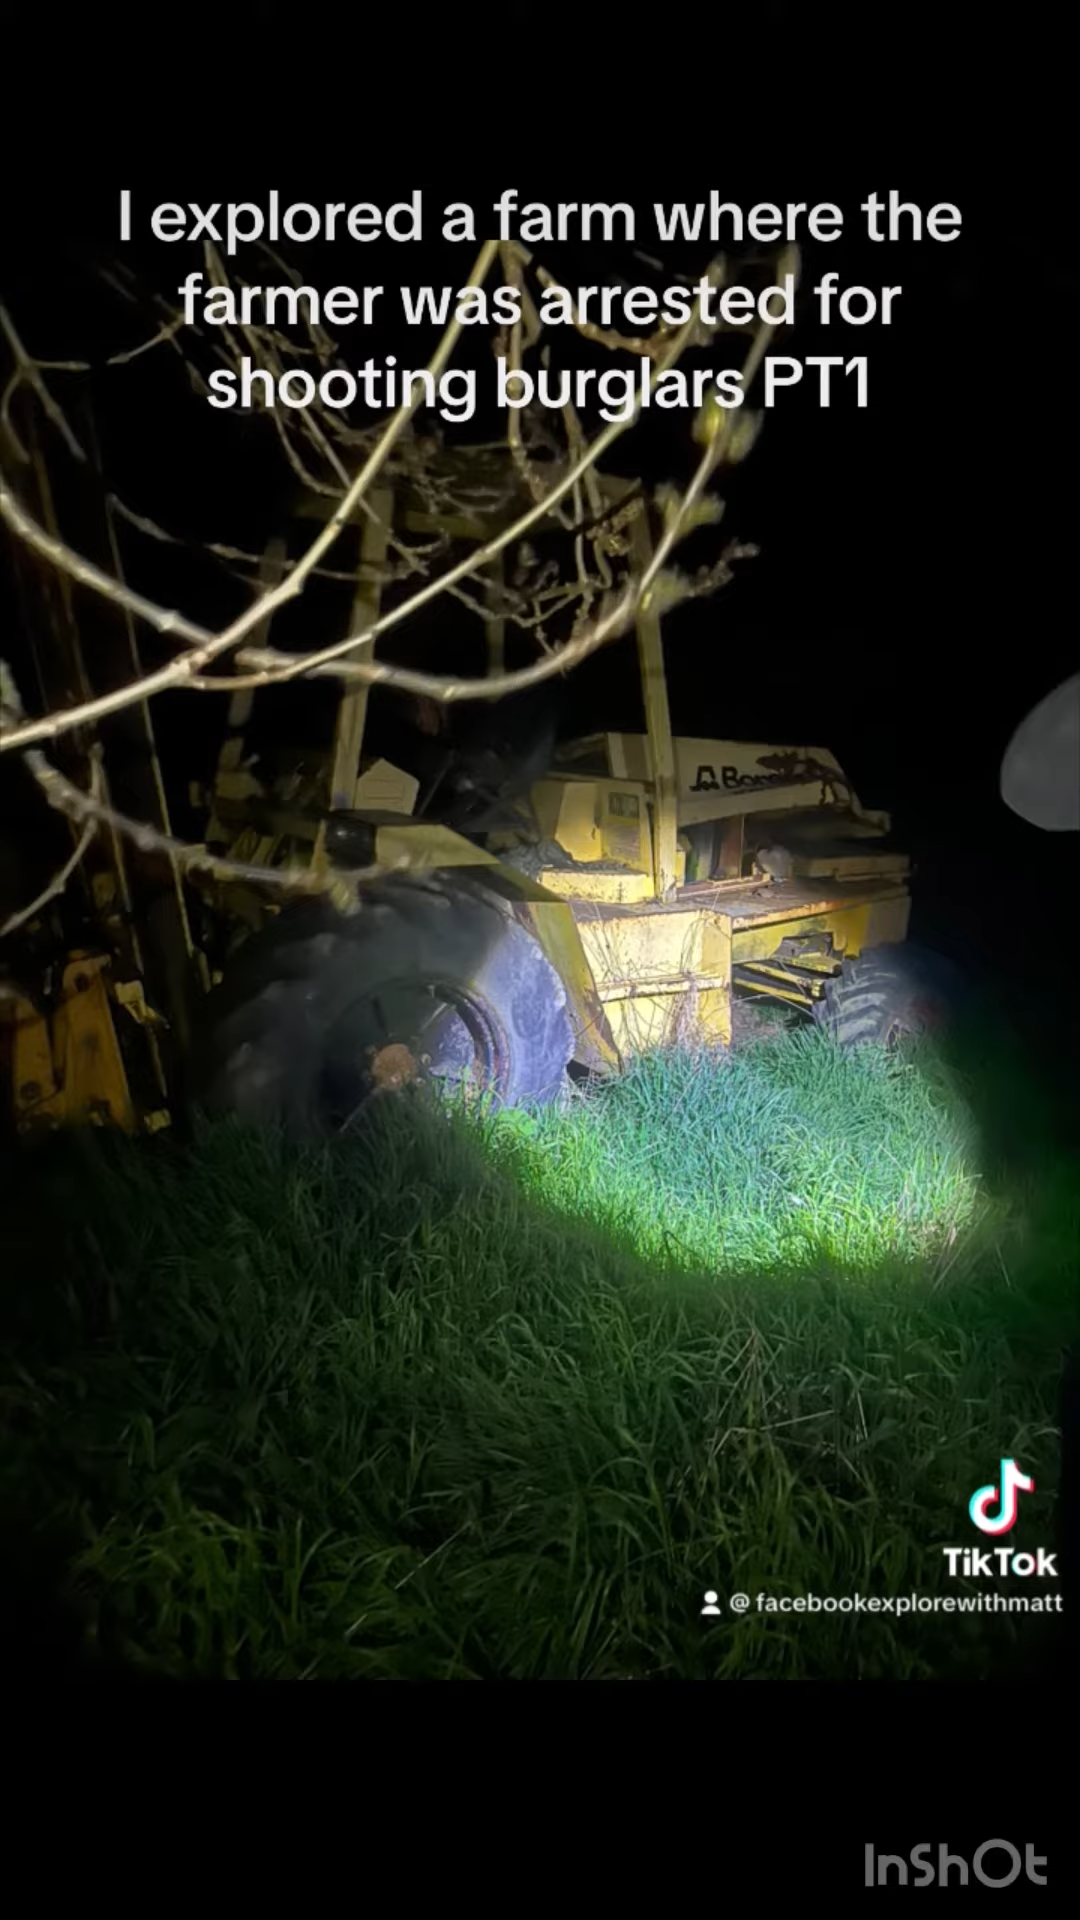 I explored a farm where the
farmer was arrested for
shooting burglars PT1
TikTok
@ facebookexplorewithmatt
InShOt